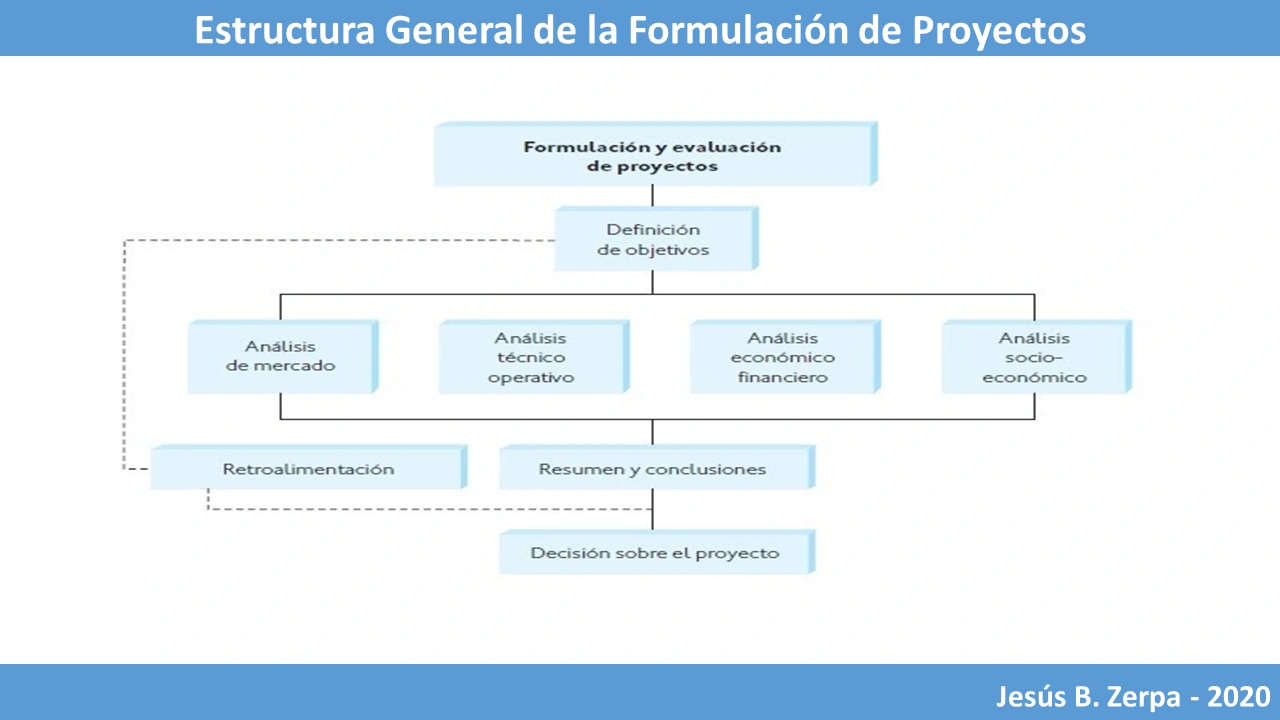 Estructura General de la Formulación de Proyectos
Formulación y evaluación
de proyectos
Definición
de objetivos
Análisis
de mercado
Análisis
técnico
operativo
Análisis
económico
financiero
Análisis
socio-
económico
Retroalimentación
Resumen y conclusiones
Decisión sobre el proyecto
Jesús B. Zerpa - 2020